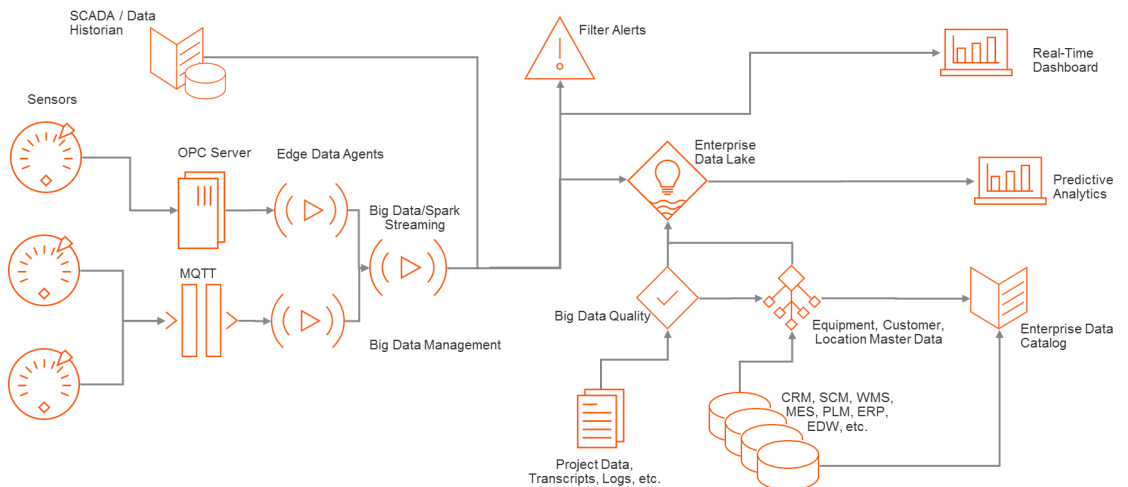 SCADA / Data
Historian
Filter Alerts
Real-Time
Dashboard
Sensors
OPC Server
Edge Data Agents
Enterprise
Data Lake
Predictive
Analytics
Big Data/Spark
Streaming
MQTT
Big Data Management
Big Data Quality
Equipment, Customer,
Location Master Data
Enterprise Data
Catalog
CRM, SCM, WMS,
MES, PLM, ERP,
EDW, etc.
Project Data,
Transcripts, Logs, etc.